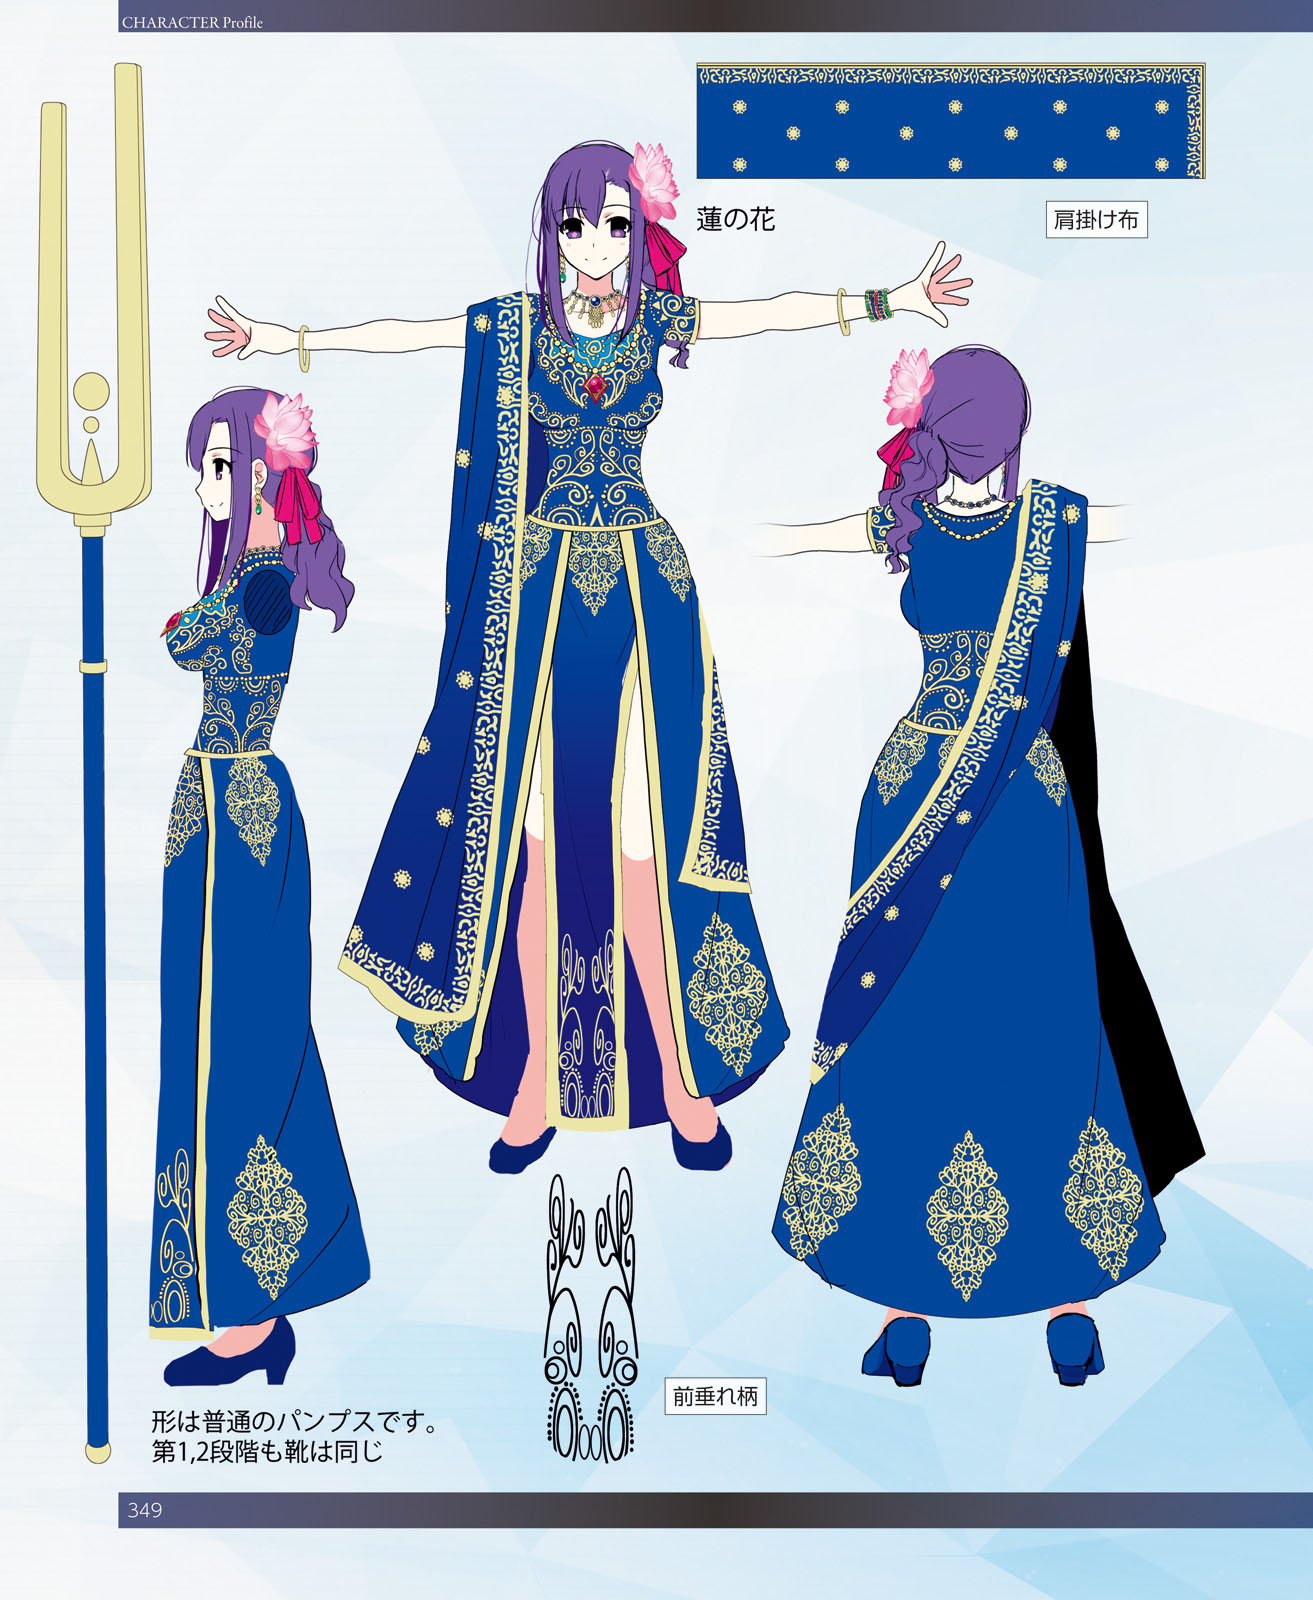 CHARACTER Profile
蓮の花
肩掛け布
前垂れ柄
形は普通のパンプスです。
第1,2段階も靴は同じ
349